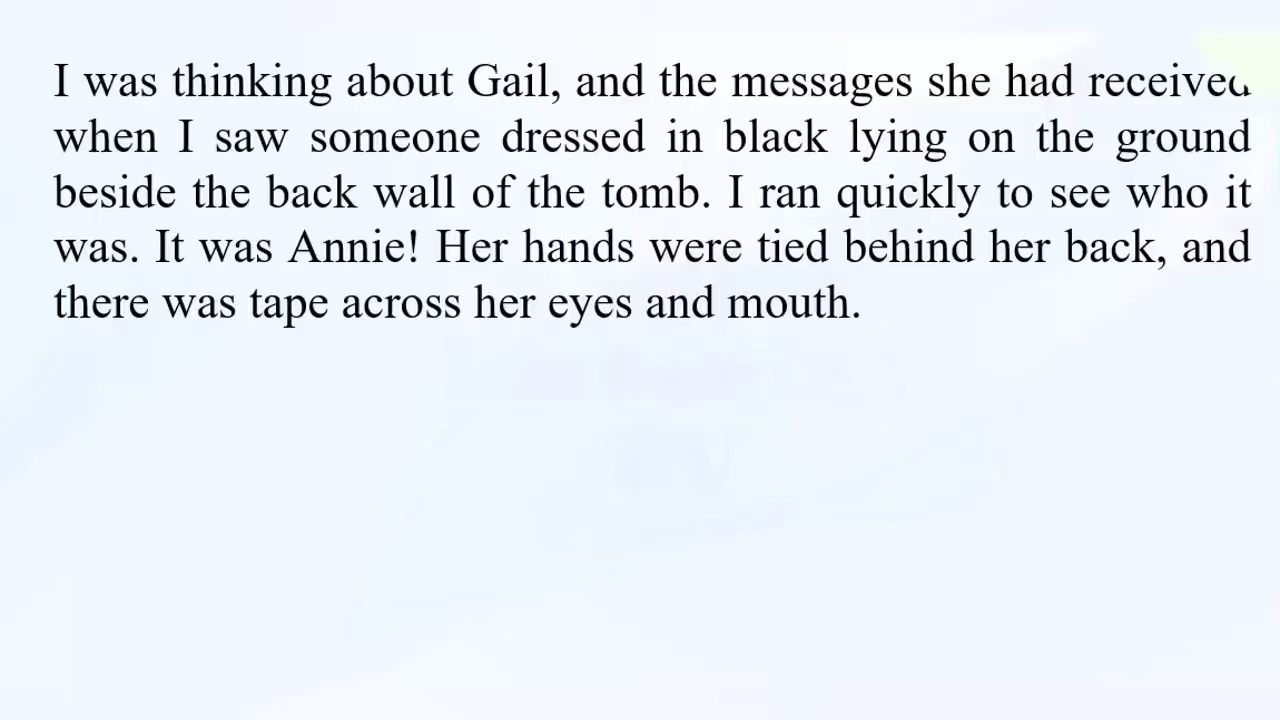 I was thinking about Gail, and the messages she had received
when I saw someone dressed in black lying on the ground
beside the back wall of the tomb. I ran quickly to see who it
was. It was Annie! Her hands were tied behind her back, and
there was tape across her eyes and mouth.